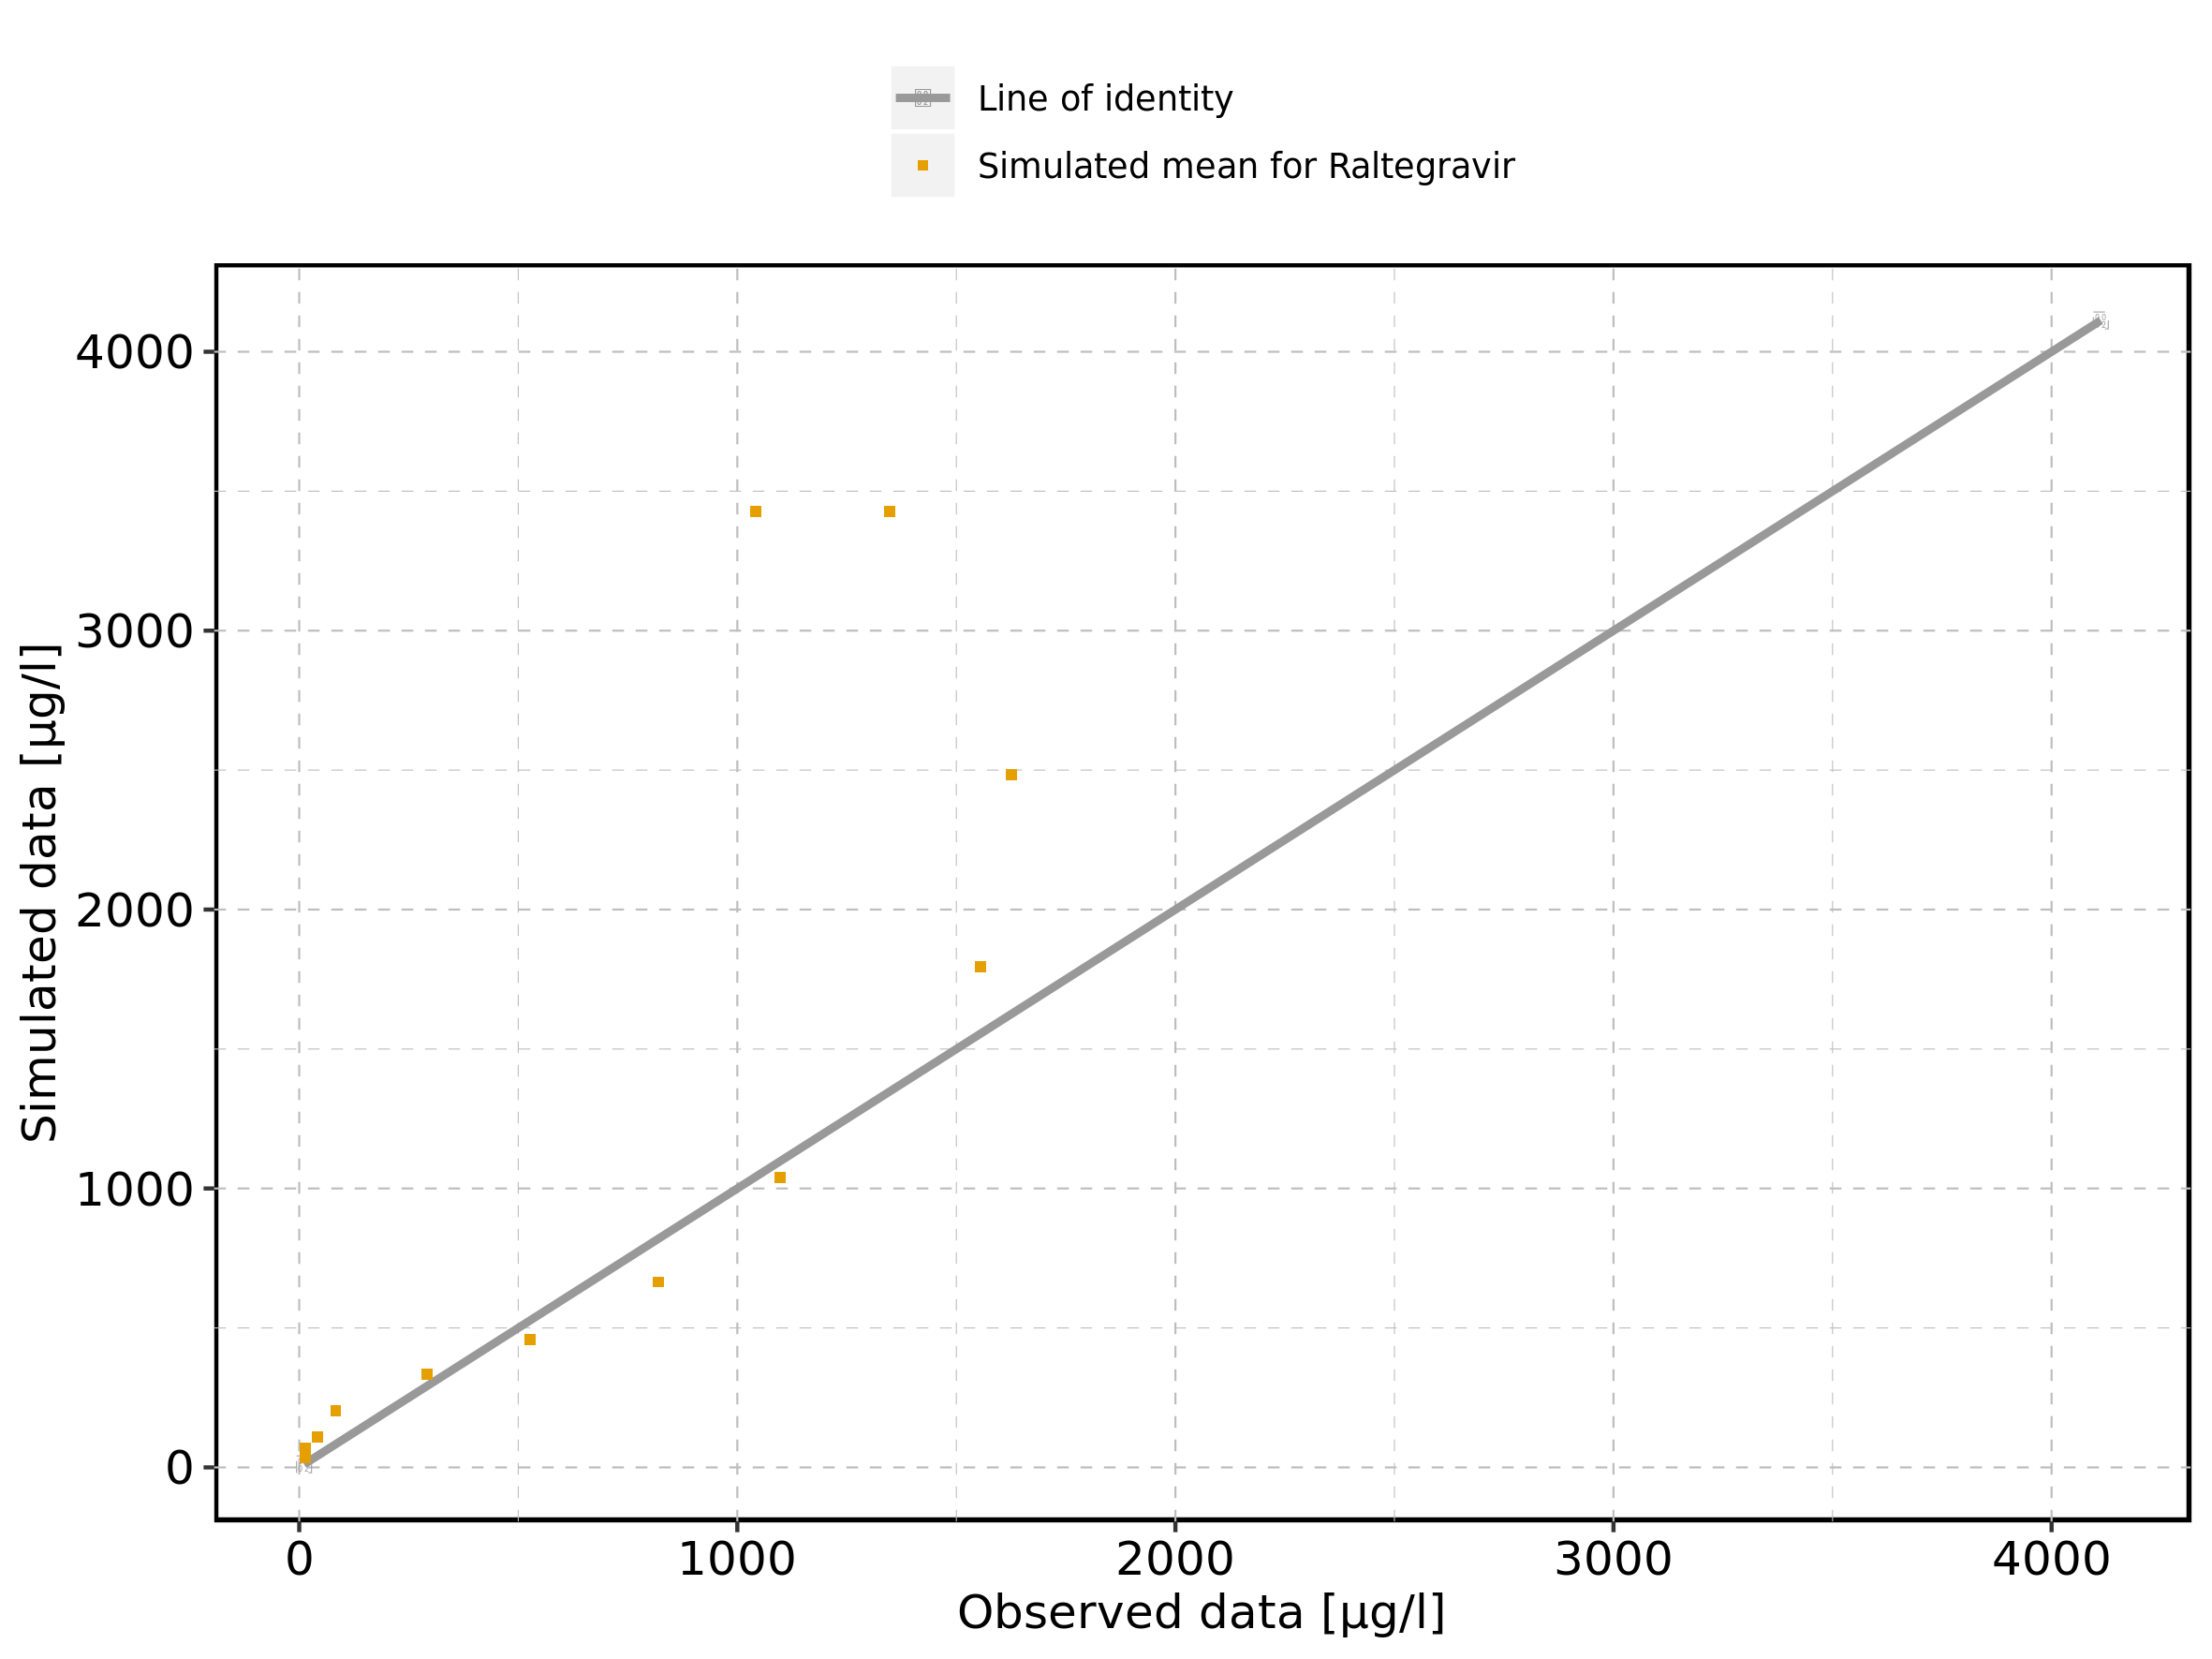 Line of identity
Simulated mean for Raltegravir
4000
3000
2000
1000
0
Simulated data [µg/l]
0 1000 2000 3000 4000
Observed data [µg/l]